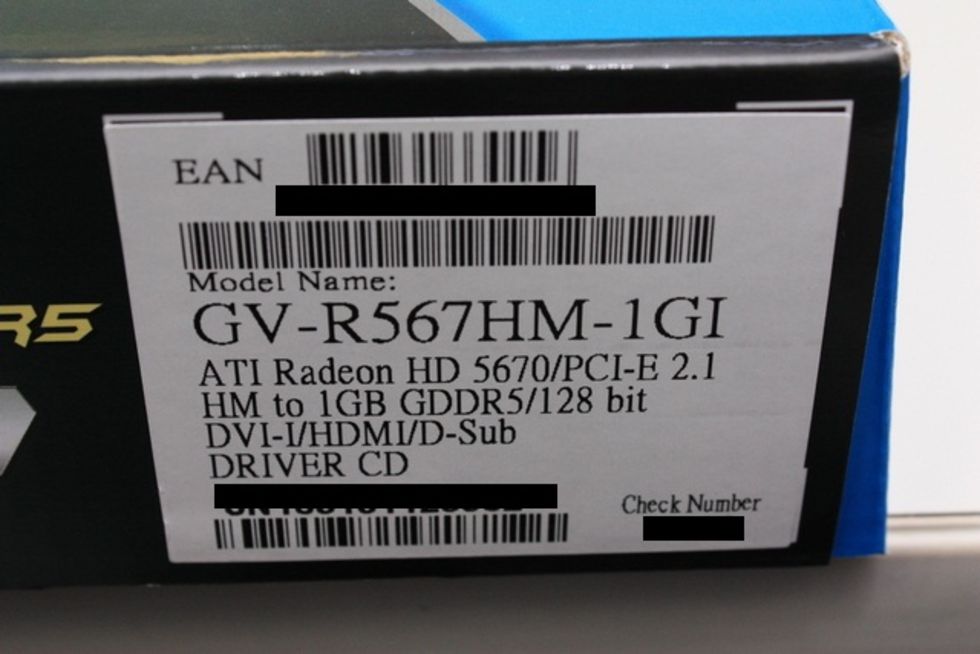 EAN
Model Name:
GV-R567HM-1GI
ATI Radeon HD 5670/PCI-E 2.1
HM to 1GB GDDR5/128 bit
DVI-I/HDMI/D-Sub
DRIVER CD
Check Number
R5